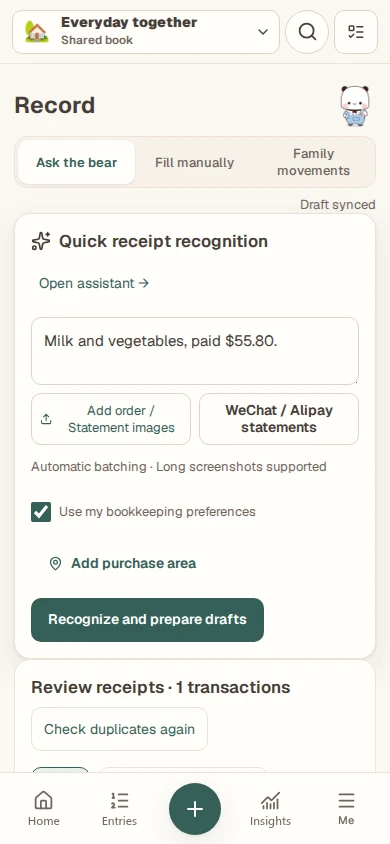 Everyday together
Shared book
Record
Ask the bear
Fill manually
Family
movements
Draft synced
Quick receipt recognition
Open assistant →
Milk and vegetables, paid $55.80.
Add order /
Statement images
WeChat / Alipay
statements
Automatic batching · Long screenshots supported
Use my bookkeeping preferences
Add purchase area
Recognize and prepare drafts
Review receipts · 1 transactions
Check duplicates again
Home
Entries
Insights
Me